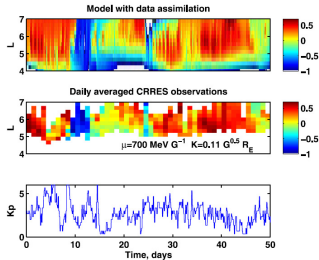 Model with data assimilation
7
6
5
4
L
0.5
0
−0.5
−1
Daily averaged CRRES observations
7
6
5
4
L
μ=700 MeV G⁻¹ K=0.11 G⁰·⁵ R_E
0.5
0
−0.5
−1
Kp
5
0
0 10 20 30 40 50
Time, days